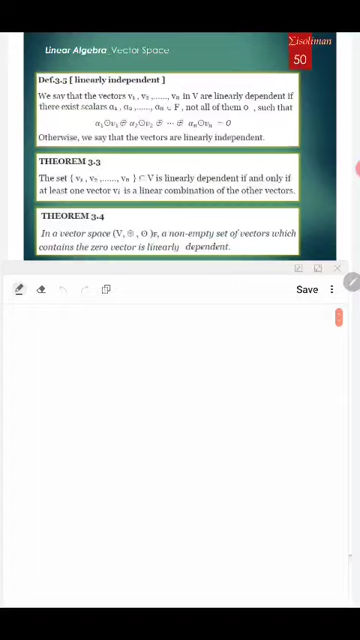 Linear Algebra_Vector Space
Σisoliman
50
Def.3.5 [ linearly independent ]
We say that the vectors v₁ , v₂ ,......, vₙ in V are linearly dependent if
there exist scalars α₁ , α₂ ,......, αₙ ⊂ F, not all of them 0 , such that
α₁⊙v₁ ⊕ α₂⊙v₂ ⊕ ··· ⊕ αₙ⊙vₙ = 0
Otherwise, we say that the vectors are linearly independent.
THEOREM 3.3
The set { v₁ , v₂ ,......, vₙ } ⊆ V is linearly dependent if and only if
at least one vector vᵢ is a linear combination of the other vectors.
THEOREM 3.4
In a vector space (V, ⊕ , ⊙ )F, a non-empty set of vectors which
contains the zero vector is linearly dependent.
Save